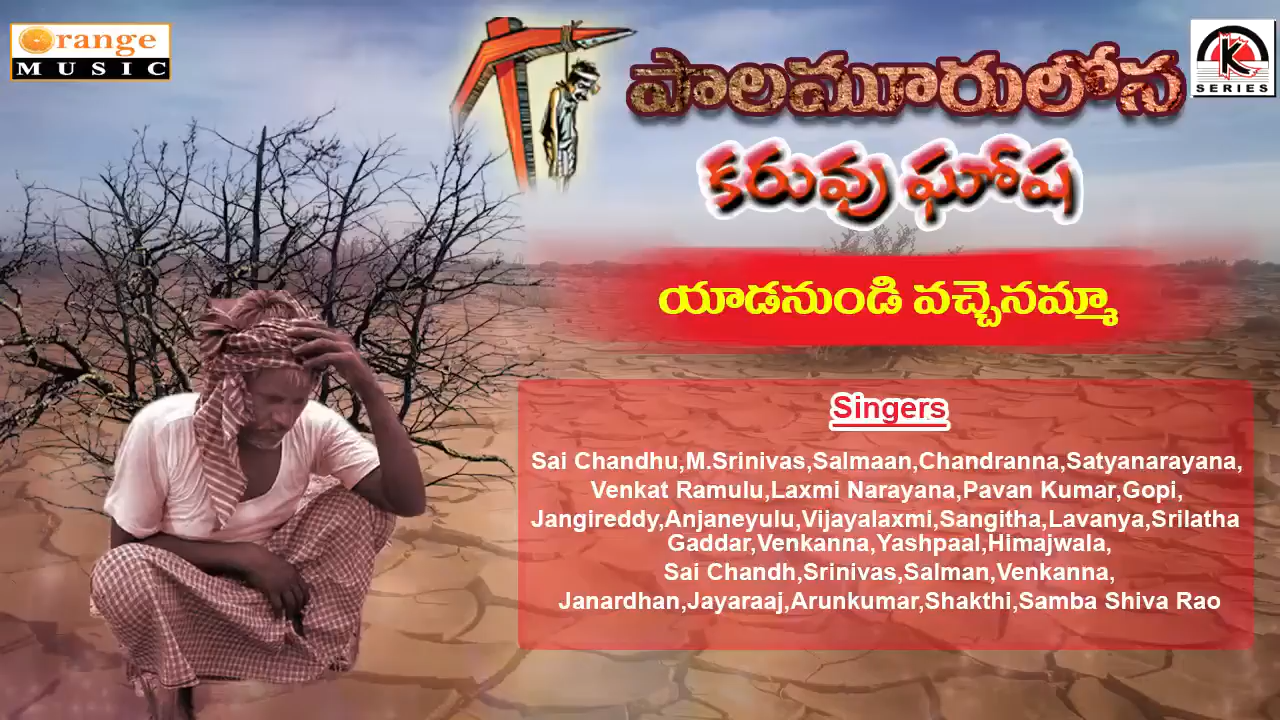 Orange
MUSIC
పాలమూరులోన
K
SERIES
కరువు ఘోష
యాడనుండి వచ్చెనమ్మా
Singers
Sai Chandhu,M.Srinivas,Salmaan,Chandranna,Satyanarayana,
Venkat Ramulu,Laxmi Narayana,Pavan Kumar,Gopi,
Jangireddy,Anjaneyulu,Vijayalaxmi,Sangitha,Lavanya,Srilatha
Gaddar,Venkanna,Yashpaal,Himajwala,
Sai Chandh,Srinivas,Salman,Venkanna,
Janardhan,Jayaraaj,Arunkumar,Shakthi,Samba Shiva Rao